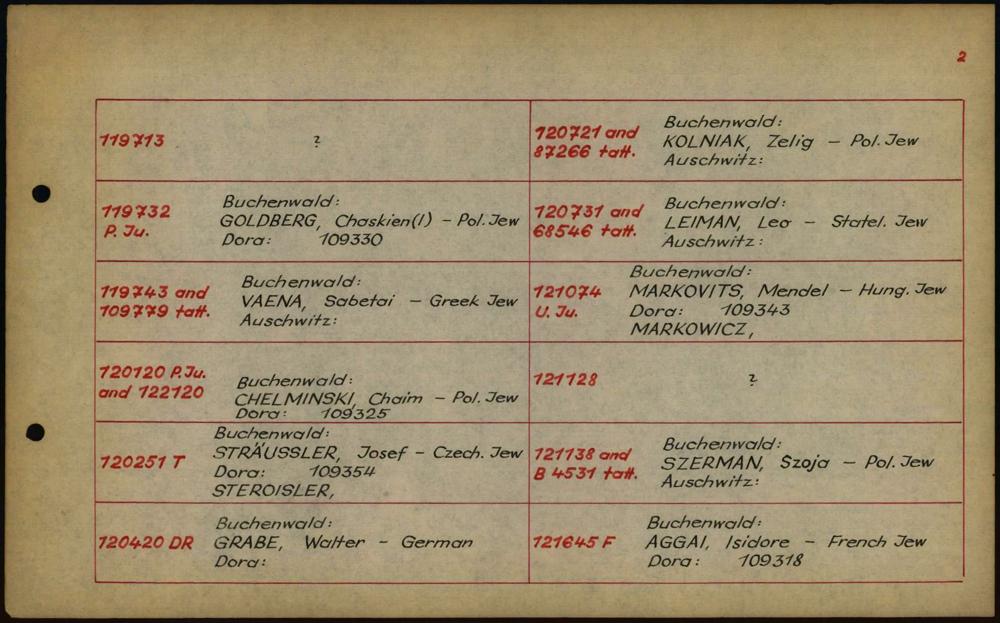 2
119713
?
119732
P. Ju.
Buchenwald:
GOLDBERG, Chaskien(l) – Pol. Jew
Dora: 109330
119743 and
109779 tatt.
Buchenwald:
VAENA, Sabetai – Greek Jew
Auschwitz:
120120 P.Ju.
and 122120
Buchenwald:
CHELMINSKI, Chaim – Pol. Jew
Dora: 109325
120251 T
Buchenwald:
STRÄUSSLER, Josef – Czech. Jew
Dora: 109354
STEROISLER,
120420 DR
Buchenwald:
GRABE, Walter – German
Dora:
120721 and
87266 tatt.
Buchenwald:
KOLNIAK, Zelig – Pol. Jew
Auschwitz:
120731 and
68546 tatt.
Buchenwald:
LEIMAN, Leo – Statel. Jew
Auschwitz:
121074
U. Ju.
Buchenwald:
MARKOVITS, Mendel – Hung. Jew
Dora: 109343
MARKOWICZ,
121128
?
121138 and
B 4531 tatt.
Buchenwald:
SZERMAN, Szoja – Pol. Jew
Auschwitz:
121645 F
Buchenwald:
AGGAI, Isidore – French Jew
Dora: 109318